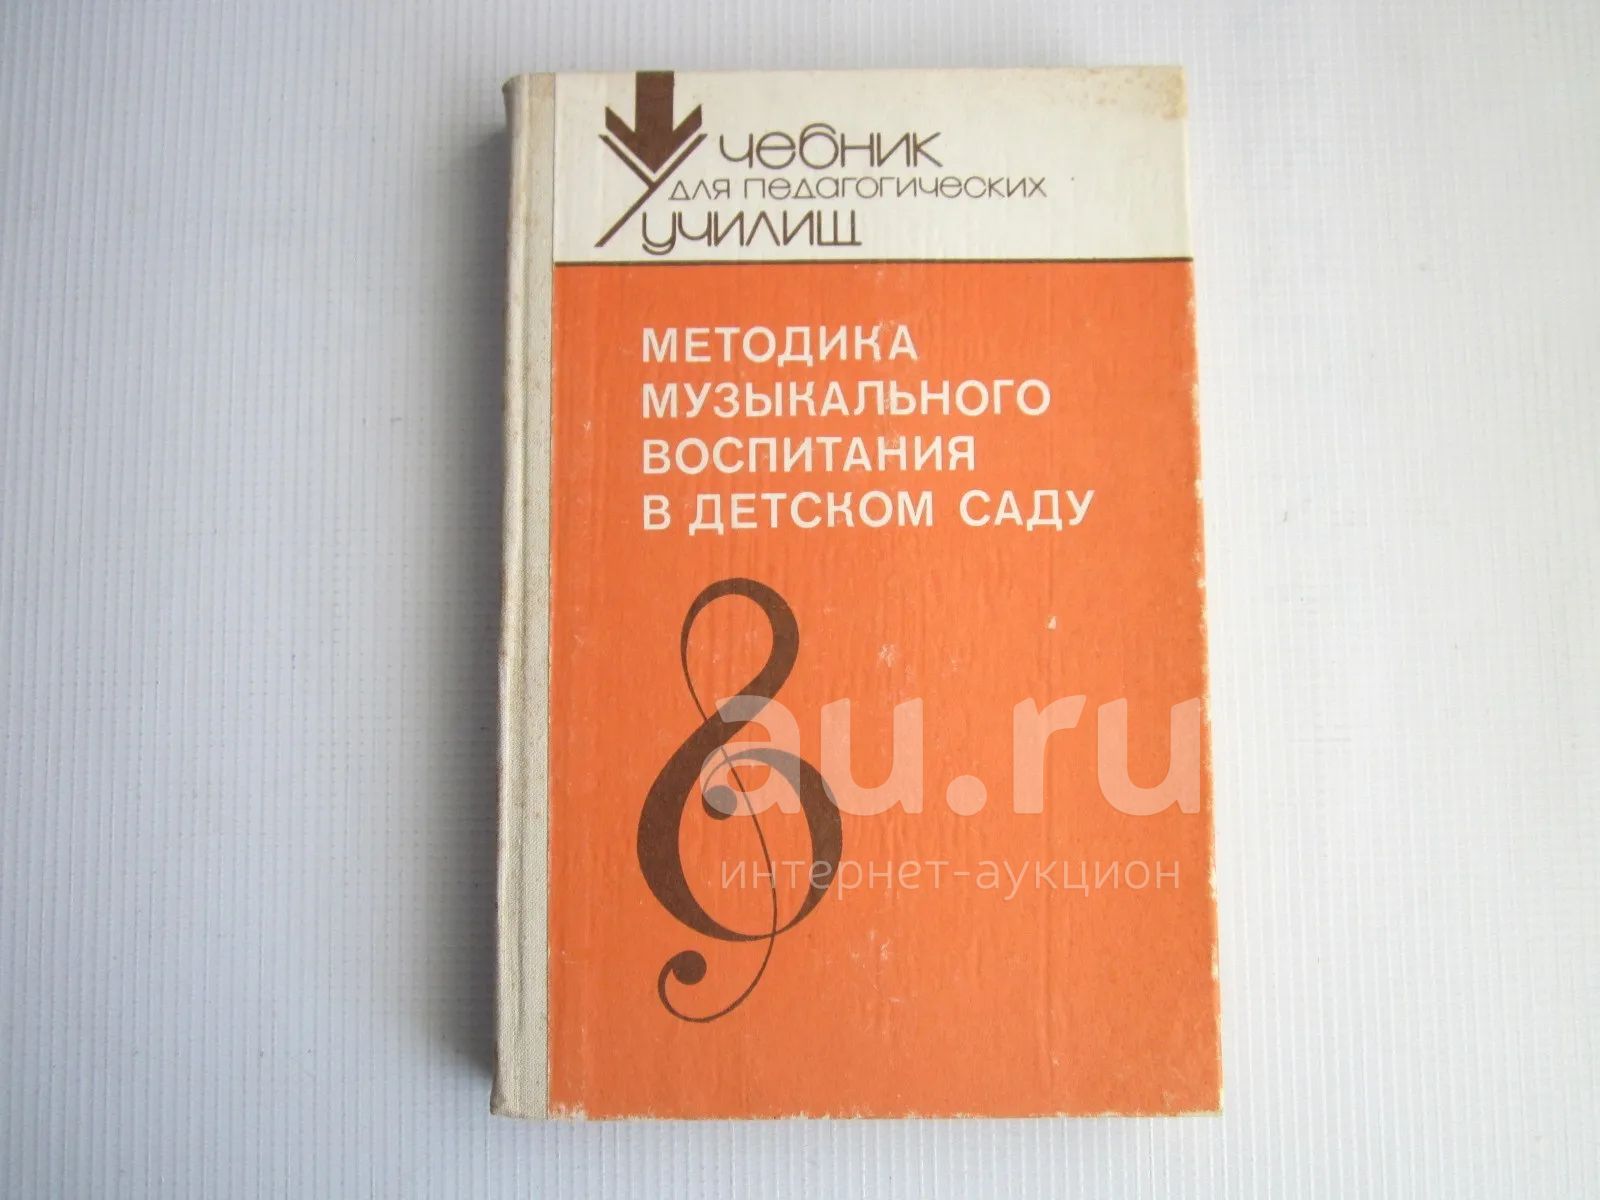 Учебник
для педагогических
училищ
МЕТОДИКА
МУЗЫКАЛЬНОГО
ВОСПИТАНИЯ
В ДЕТСКОМ САДУ
au.ru
интернет-аукцион